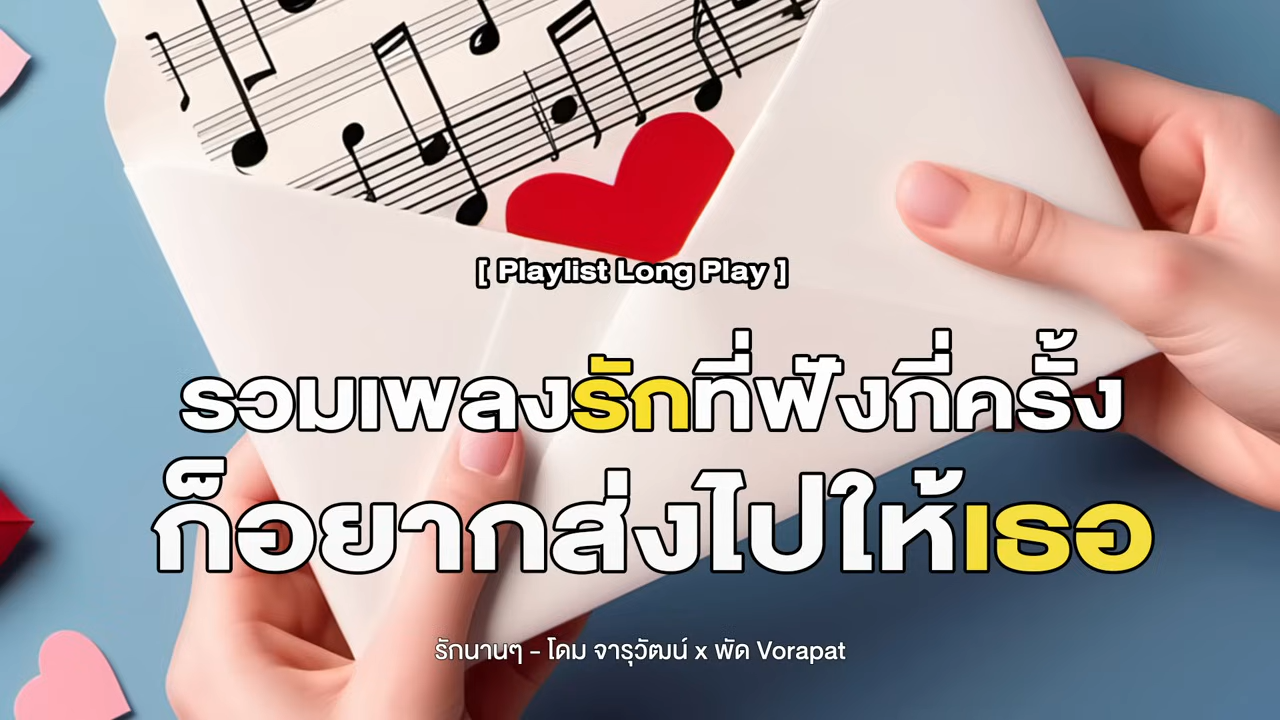 [ Playlist Long Play ]
รวมเพลงรักที่ฟังกี่ครั้ง
ก็อยากส่งไปให้เธอ
รักนานๆ - โดม จารุวัฒน์ x พัด Vorapat